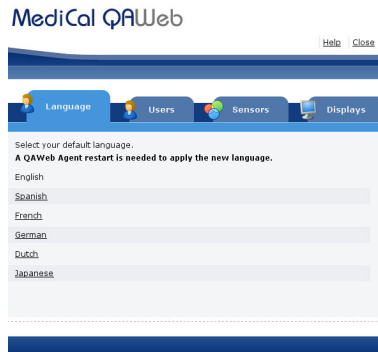 MediCal QAWeb
Help Close
Language Users Sensors Displays
Select your default language.
A QAWeb Agent restart is needed to apply the new language.
English
Spanish
French
German
Dutch
Japanese